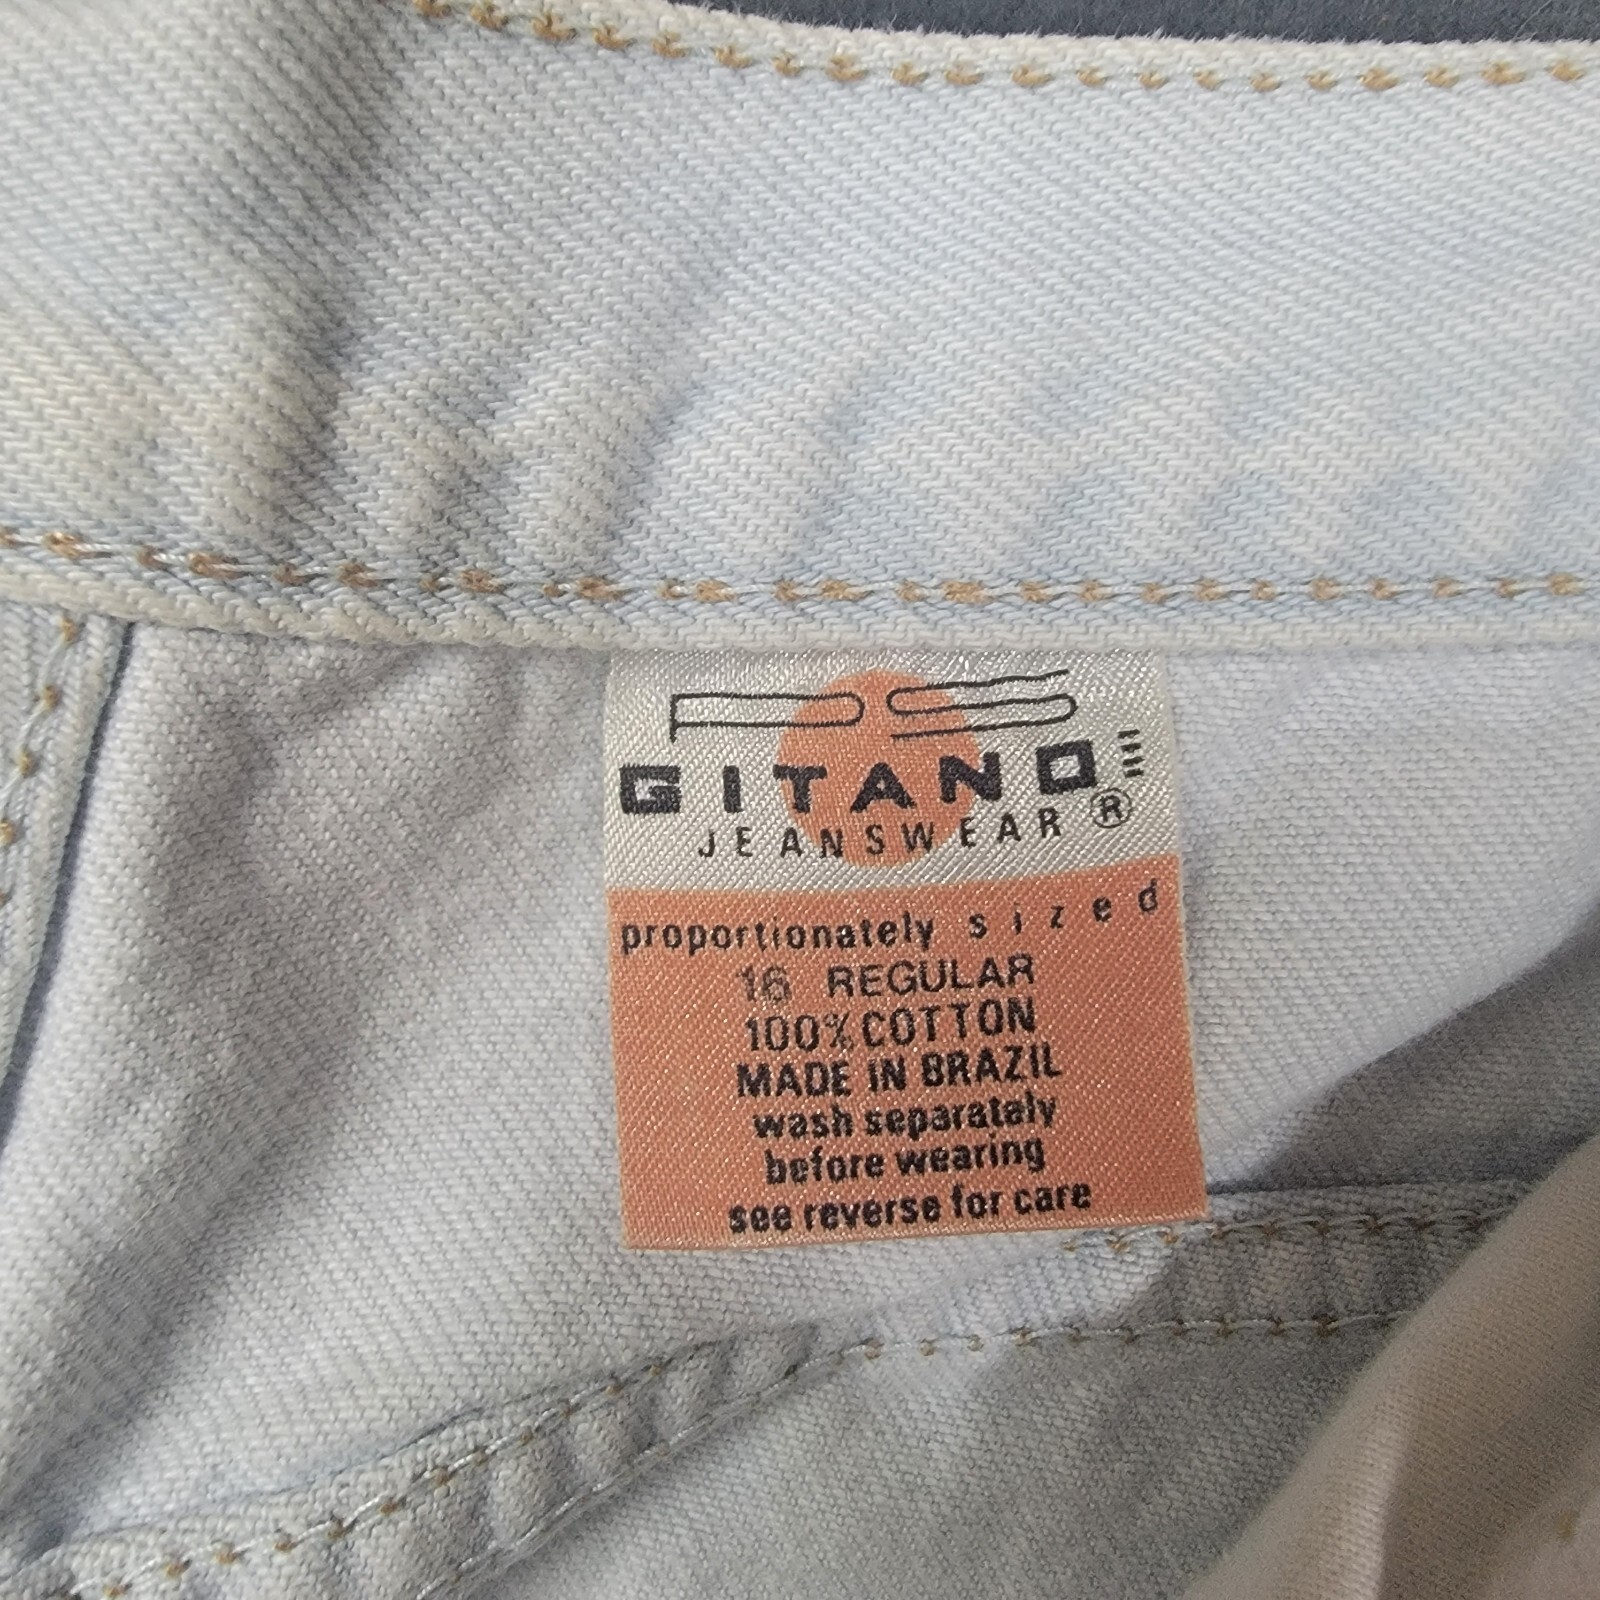 PS
GITANO
JEANSWEAR®
proportionately sized
16 REGULAR
100% COTTON
MADE IN BRAZIL
wash separately
before wearing
see reverse for care